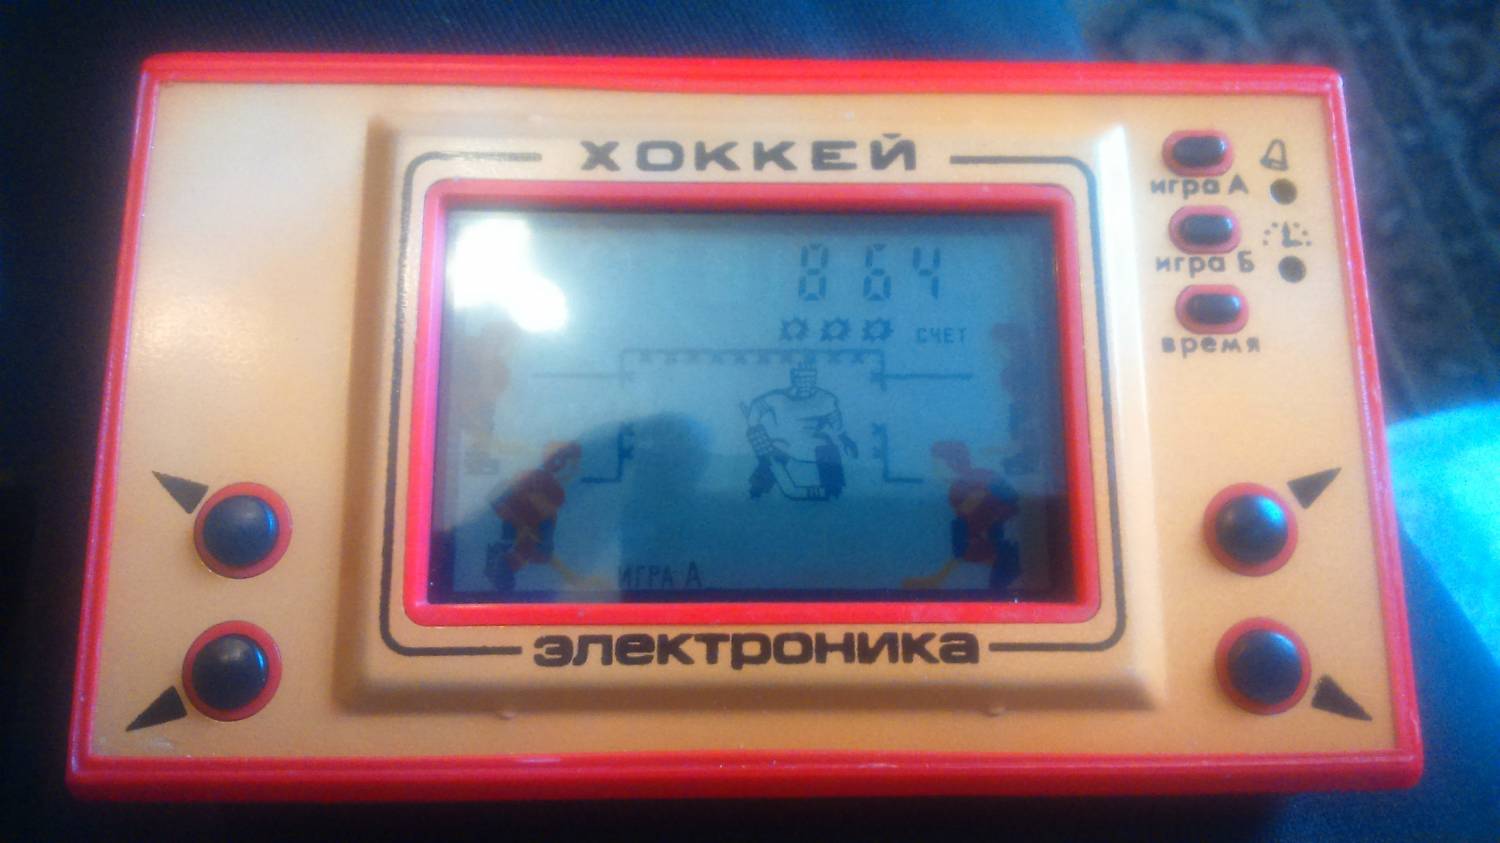 ХОККЕЙ
864
СЧЕТ
ИГРА А
электроника
игра А
игра Б
время